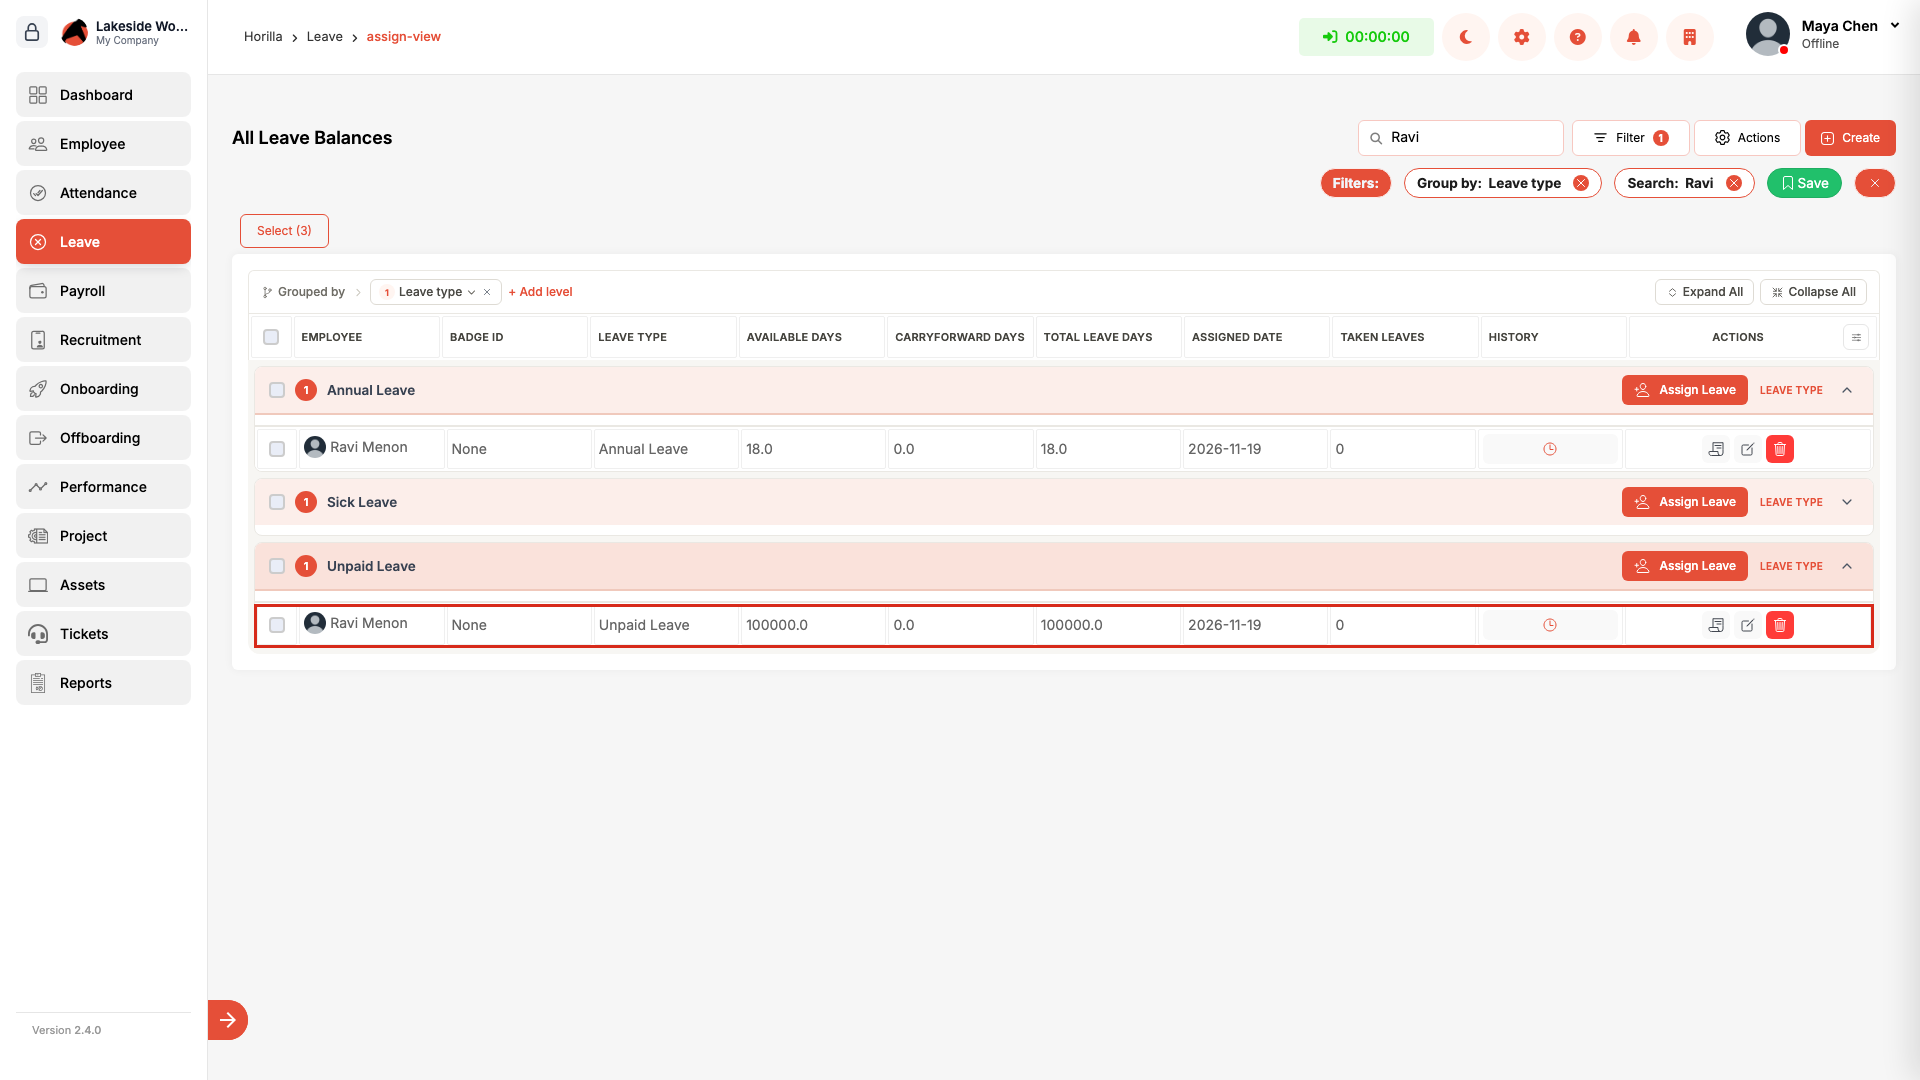 Lakeside Wo...
My Company
Horilla
Leave
assign-view
00:00:00
Maya Chen
Offline
Dashboard
Employee
Attendance
Leave
Payroll
Recruitment
Onboarding
Offboarding
Performance
Project
Assets
Tickets
Reports
Version 2.4.0
All Leave Balances
Ravi
Filter 1
Actions
Create
Filters:
Group by: Leave type
Search: Ravi
Save
Select (3)
Grouped by
1 Leave type
+ Add level
Expand All
Collapse All
EMPLOYEE BADGE ID LEAVE TYPE AVAILABLE DAYS CARRYFORWARD DAYS TOTAL LEAVE DAYS ASSIGNED DATE TAKEN LEAVES HISTORY ACTIONS
1 Annual Leave Assign Leave LEAVE TYPE
Ravi Menon None Annual Leave 18.0 0.0 18.0 2026-11-19 0
1 Sick Leave Assign Leave LEAVE TYPE
1 Unpaid Leave Assign Leave LEAVE TYPE
Ravi Menon None Unpaid Leave 100000.0 0.0 100000.0 2026-11-19 0